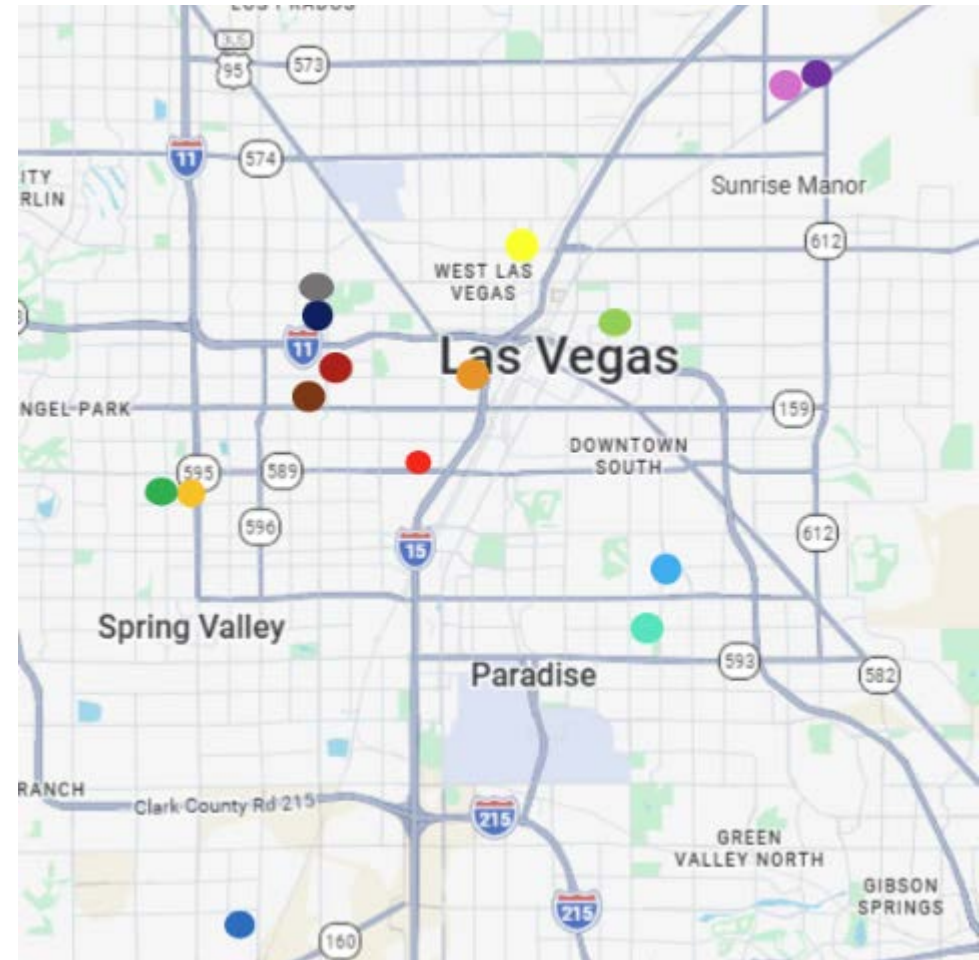 95
573
11
574
ITY
RLIN
Sunrise Manor
612
WEST LAS
VEGAS
11
Las Vegas
NGEL PARK
159
DOWNTOWN
SOUTH
595
589
596
15
612
Spring Valley
Paradise
593
582
RANCH
Clark County Rd 215
215
GREEN
VALLEY NORTH
GIBSON
SPRINGS
215
160